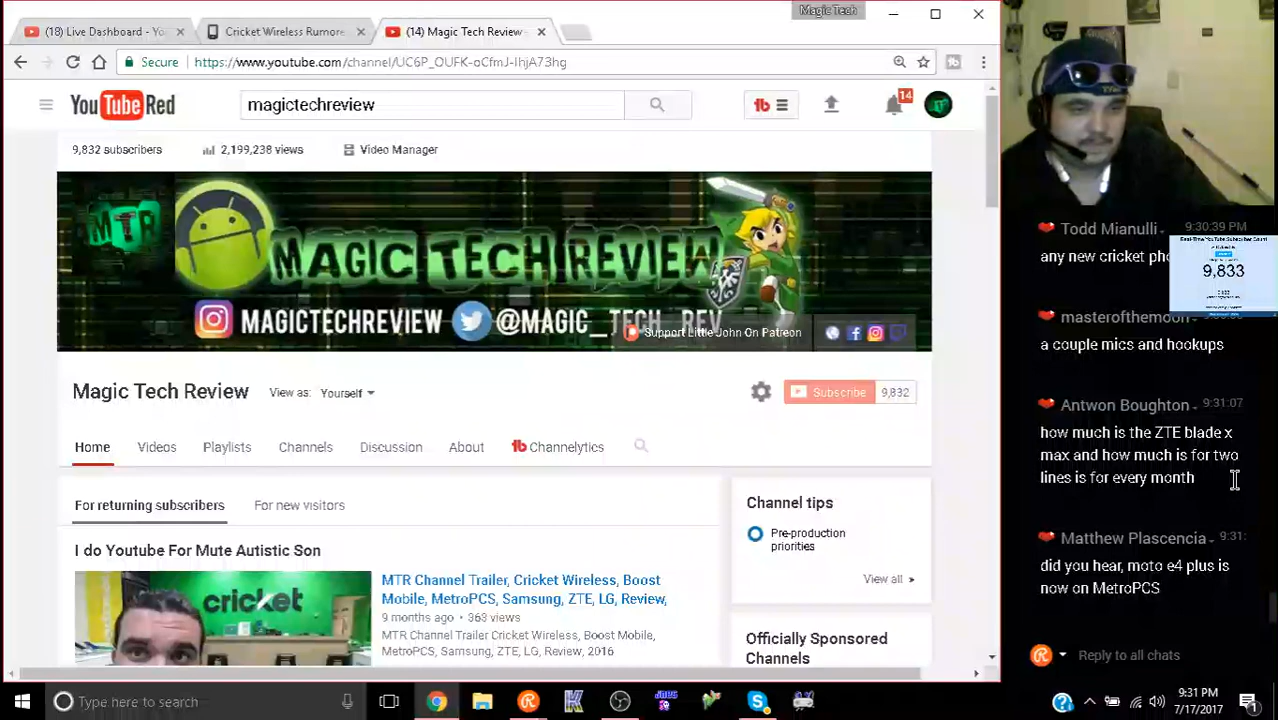 Magic Tech
(18) Live Dashboard - Yo
Cricket Wireless Rumore
(14) Magic Tech Review -
Secure
https://www.youtube.com/channel/UC6P_OUFK-oCfmJ-IhjA73hg
YouTube Red
magictechreview
14
9,832 subscribers
2,199,238 views
Video Manager
MTR
MAGIC TECH REVIEW
MAGICTECHREVIEW
@MAGIC_TECH_REV
Support Little John On Patreon
Magic Tech Review
View as: Yourself
Subscribe 9,832
Home
Videos
Playlists
Channels
Discussion
About
Channelytics
For returning subscribers
For new visitors
I do Youtube For Mute Autistic Son
cricket
MTR Channel Trailer, Cricket Wireless, Boost
Mobile, MetroPCS, Samsung, ZTE, LG, Review,
9 months ago • 363 views
MTR Channel Trailer Cricket Wireless, Boost Mobile,
MetroPCS, Samsung, ZTE, LG, Review, 2016
Channel tips
Pre-production
priorities
View all
Officially Sponsored
Channels
Todd Mianulli 9:30:39 PM
any new cricket pho
Real-Time YouTube Subscriber Count
9,833
masterofthemoon
a couple mics and hookups
Antwon Boughton 9:31:07
how much is the ZTE blade x
max and how much is for two
lines is for every month
Matthew Plascencia 9:31:
did you hear, moto e4 plus is
now on MetroPCS
Reply to all chats
Type here to search
9:31 PM
7/17/2017
1